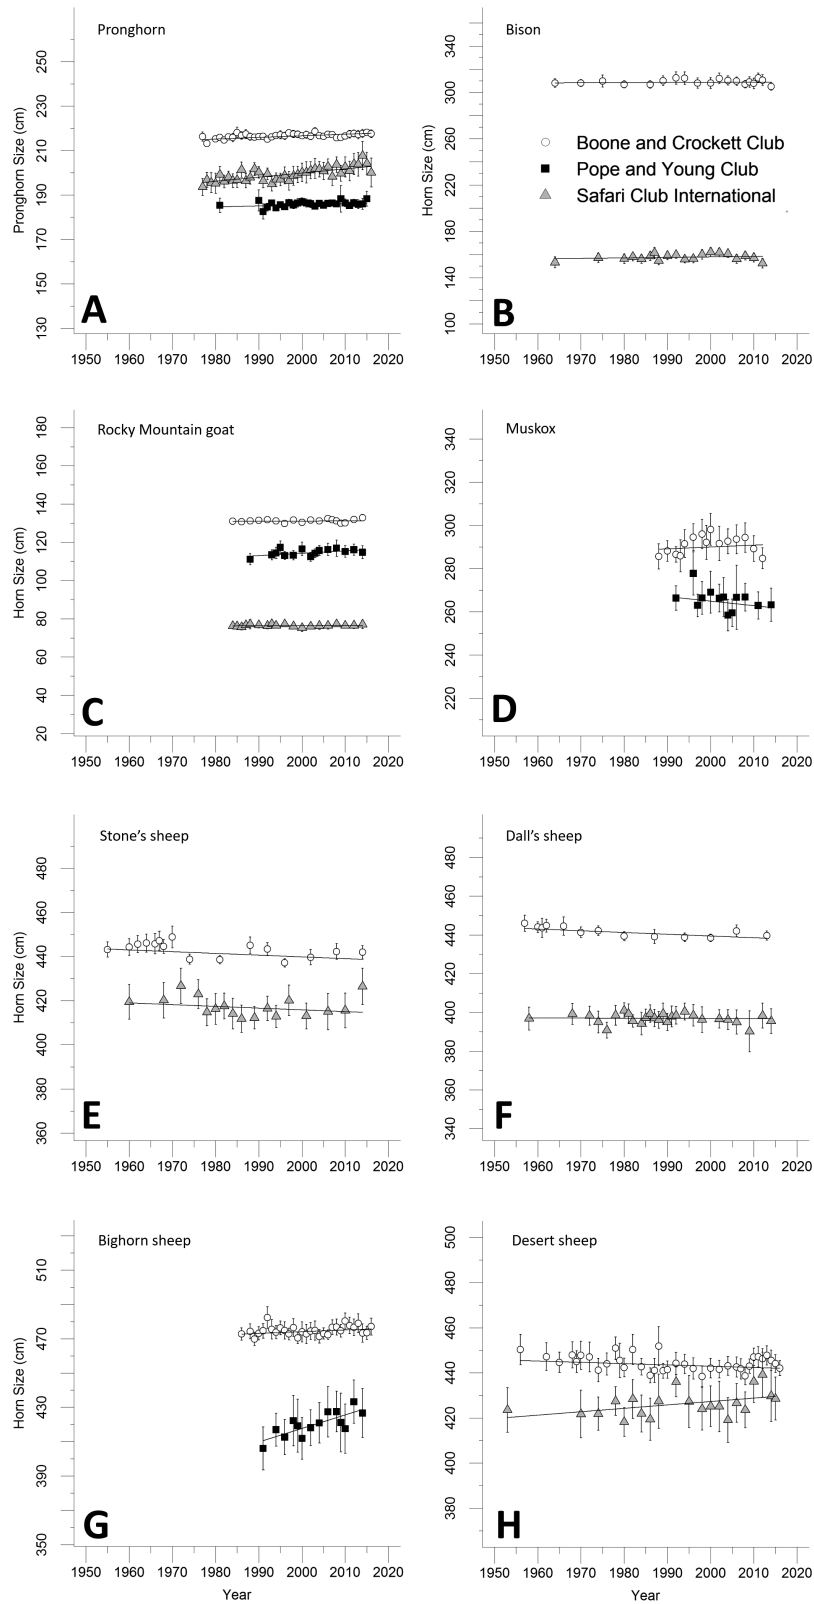 Pronghorn
Pronghorn Size (cm)
250
230
210
190
170
150
130
A
1950 1960 1970 1980 1990 2000 2010 2020
Bison
Horn Size (cm)
340
300
260
220
180
140
100
Boone and Crockett Club
Pope and Young Club
Safari Club International
B
1950 1960 1970 1980 1990 2000 2010 2020
Rocky Mountain goat
Horn Size (cm)
180
160
140
120
100
80
60
40
20
C
1950 1960 1970 1980 1990 2000 2010 2020
Muskox
340
320
300
280
260
240
220
D
1950 1960 1970 1980 1990 2000 2010 2020
Stone's sheep
Horn Size (cm)
480
460
440
420
400
380
360
E
1950 1960 1970 1980 1990 2000 2010 2020
Dall's sheep
480
460
440
420
400
380
360
340
F
1950 1960 1970 1980 1990 2000 2010 2020
Bighorn sheep
Horn Size (cm)
510
470
430
390
350
G
1950 1960 1970 1980 1990 2000 2010 2020
Year
Desert sheep
500
480
460
440
420
400
380
H
1950 1960 1970 1980 1990 2000 2010 2020
Year